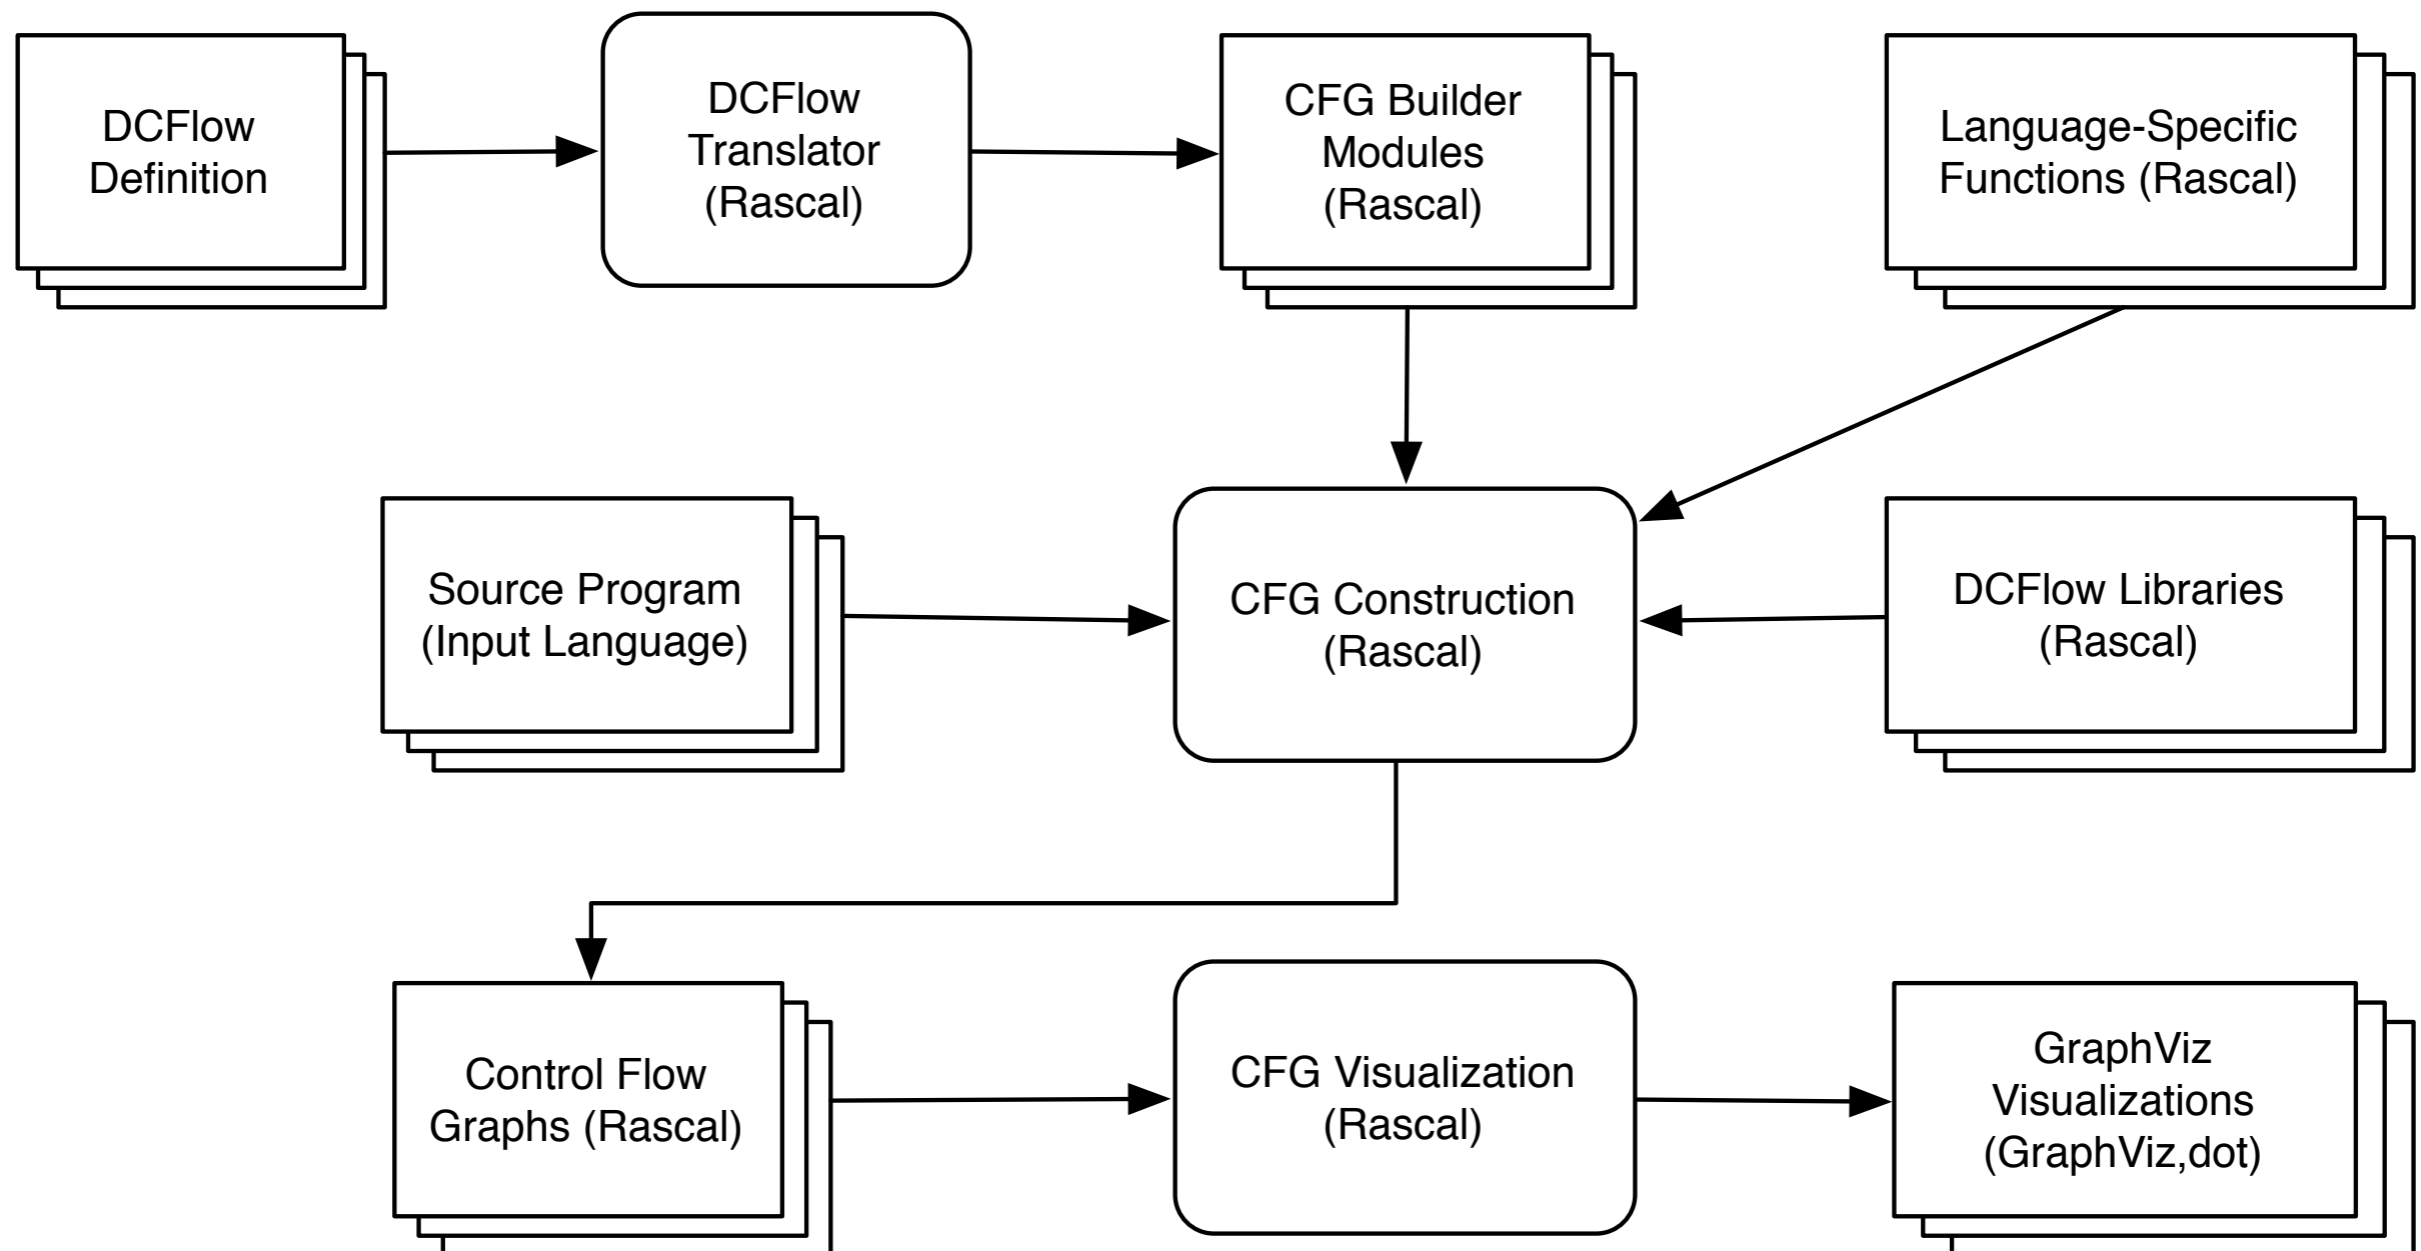 DCFlow
Definition
DCFlow
Translator
(Rascal)
CFG Builder
Modules
(Rascal)
Language-Specific
Functions (Rascal)
Source Program
(Input Language)
CFG Construction
(Rascal)
DCFlow Libraries
(Rascal)
Control Flow
Graphs (Rascal)
CFG Visualization
(Rascal)
GraphViz
Visualizations
(GraphViz,dot)